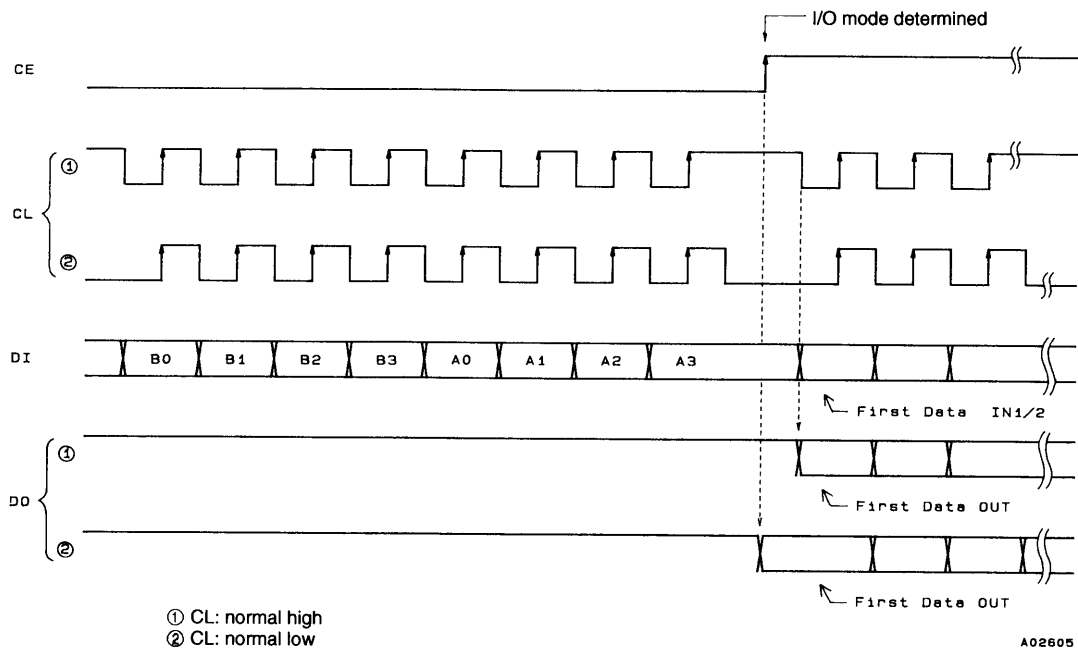 I/O mode determined
CE
①
CL
②
DI B0 B1 B2 B3 A0 A1 A2 A3
First Data IN1/2
①
First Data OUT
DO
②
First Data OUT
① CL: normal high
② CL: normal low
A02605